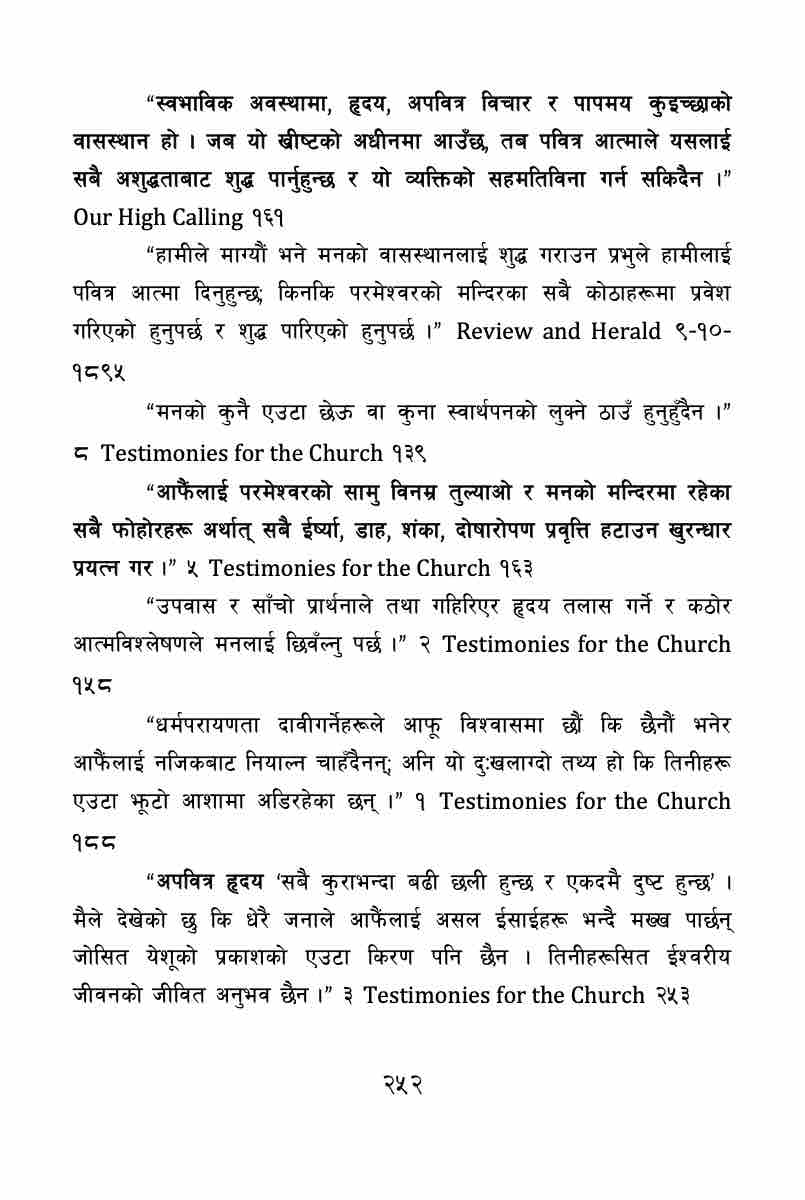 “स्वभाविक अवस्थामा, हृदय, अपवित्र विचार र पापमय कुइच्छाको
वासस्थान हो । जब यो ख्रीष्टको अधीनमा आउँछ, तब पवित्र आत्माले यसलाई
सबै अशुद्धताबाट शुद्ध पार्नुहुन्छ र यो व्यक्तिको सहमतिविना गर्न सकिदैन ।”
Our High Calling १६१
“हामीले माग्यौं भने मनको वासस्थानलाई शुद्ध गराउन प्रभुले हामीलाई
पवित्र आत्मा दिनुहुन्छ; किनकि परमेश्वरको मन्दिरका सबै कोठाहरूमा प्रवेश
गरिएको हुनुपर्छ र शुद्ध पारिएको हुनुपर्छ ।” Review and Herald ९-१०-
१८९५
“मनको कुनै एउटा छेऊ वा कुना स्वार्थपनको लुक्ने ठाउँ हुनुहुँदैन ।”
८ Testimonies for the Church १३९
“आफैंलाई परमेश्वरको सामु विनम्र तुल्याओ र मनको मन्दिरमा रहेका
सबै फोहोरहरू अर्थात् सबै ईर्ष्या, डाह, शंका, दोषारोपण प्रवृत्ति हटाउन खुरन्धार
प्रयत्न गर ।” ५ Testimonies for the Church १६३
“उपवास र साँचो प्रार्थनाले तथा गहिरिएर हृदय तलास गर्ने र कठोर
आत्मविश्लेषणले मनलाई छिवँल्नु पर्छ ।” २ Testimonies for the Church
१५८
“धर्मपरायणता दावीगर्नेहरूले आफू विश्वासमा छौं कि छैनौं भनेर
आफैंलाई नजिकबाट नियाल्न चाहँदैनन्; अनि यो दुःखलाग्दो तथ्य हो कि तिनीहरू
एउटा झूटो आशामा अडिरहेका छन् ।” १ Testimonies for the Church
१८८
“अपवित्र हृदय ‘सबै कुराभन्दा बढी छली हुन्छ र एकदमै दुष्ट हुन्छ’ ।
मैले देखेको छु कि धेरै जनाले आफैंलाई असल ईसाईहरू भन्दै मख्ख पार्छन्
जोसित येशूको प्रकाशको एउटा किरण पनि छैन । तिनीहरूसित ईश्वरीय
जीवनको जीवित अनुभव छैन ।” ३ Testimonies for the Church २५३
२५२